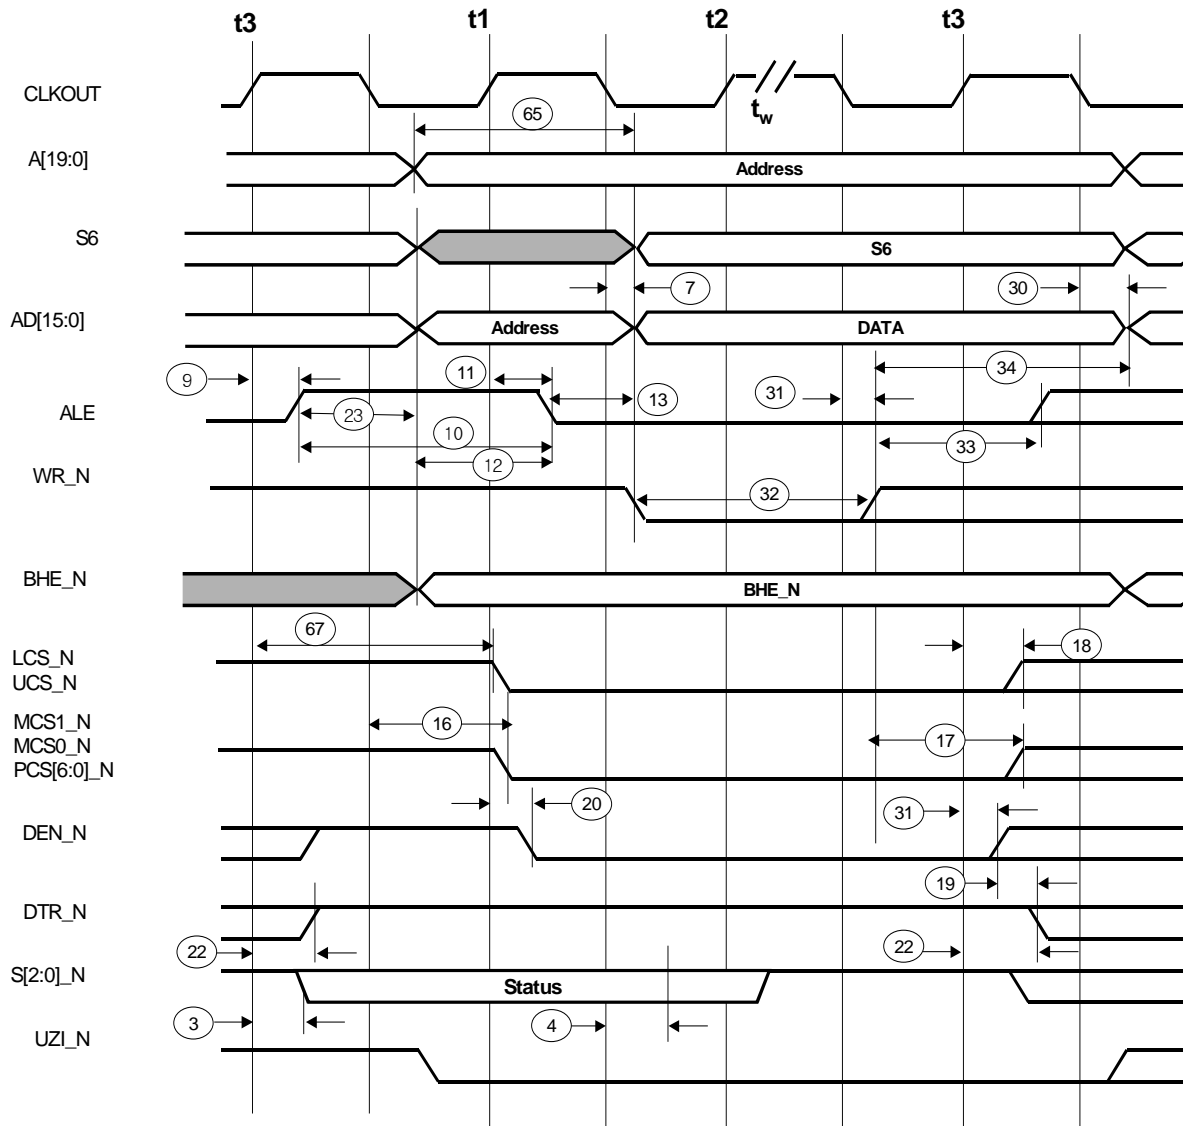 t3 t1 t2 t3
CLKOUT
t_w
65
A[19:0]
Address
S6
S6
7
30
AD[15:0]
Address
DATA
9
11
34
31
13
ALE
23
10
33
12
WR_N
32
BHE_N
BHE_N
67
18
LCS_N
UCS_N
MCS1_N
16
17
MCS0_N
PCS[6:0]_N
20
31
DEN_N
19
DTR_N
22
22
S[2:0]_N
Status
3
4
UZI_N